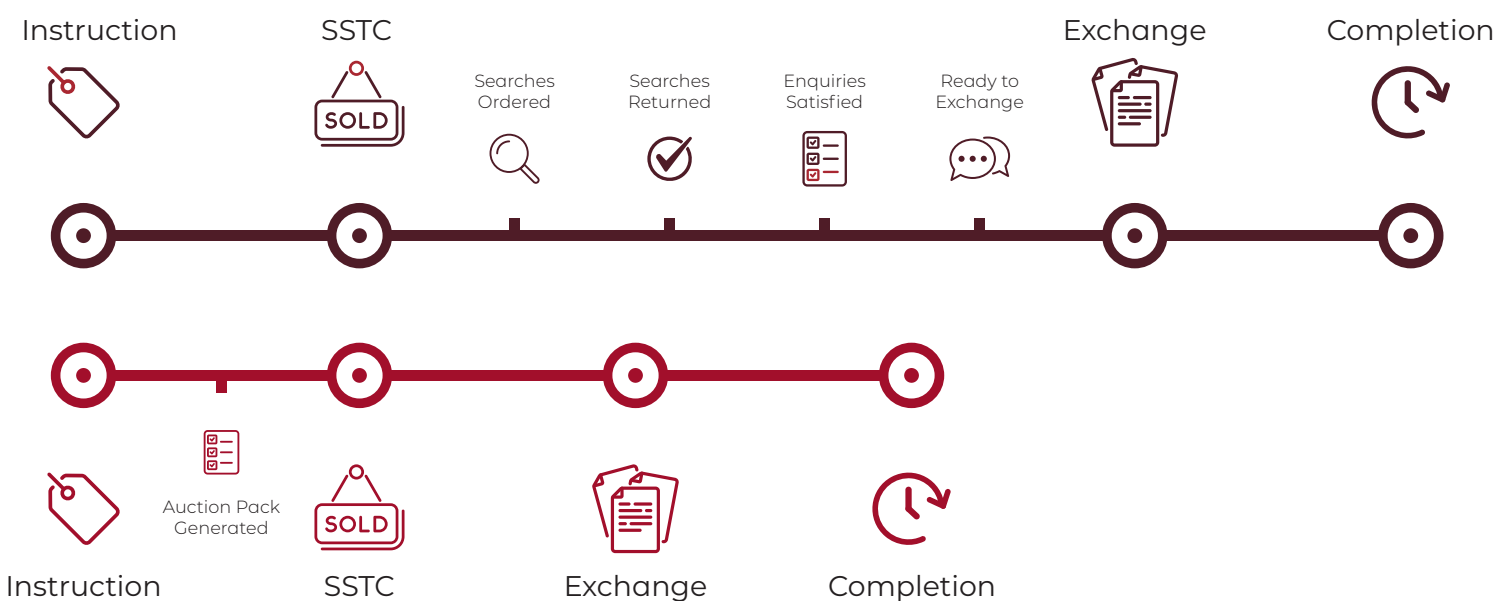 Instruction
SSTC
Exchange
Completion
Searches
Ordered
Searches
Returned
Enquiries
Satisfied
Ready to
Exchange
SOLD
Auction Pack
Generated
SOLD
Instruction
SSTC
Exchange
Completion